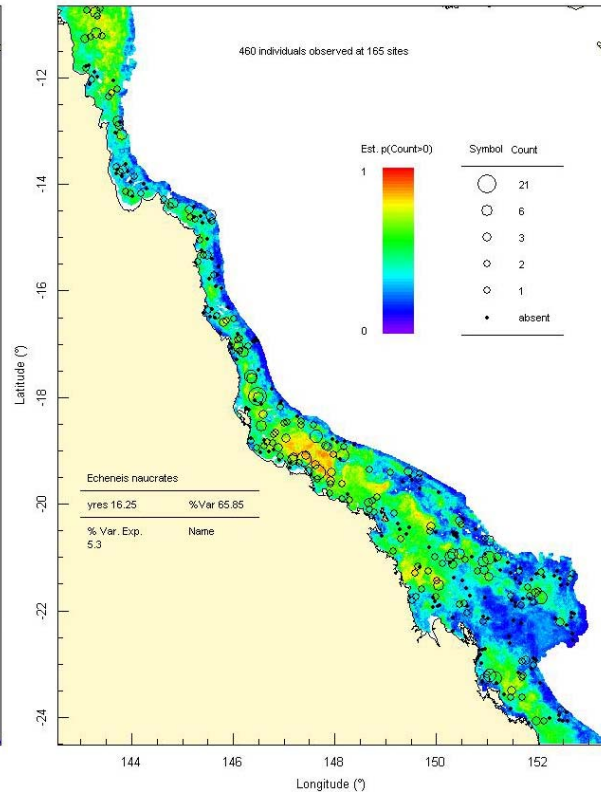 460 individuals observed at 165 sites
Est. p(Count>0)
1
0
Symbol Count
21
6
3
2
1
absent
Echeneis naucrates
yres 16.25 %Var 65.85
% Var. Exp. Name
5.3
-12
-14
-16
-18
-20
-22
-24
Latitude (°)
144 146 148 150 152
Longitude (°)